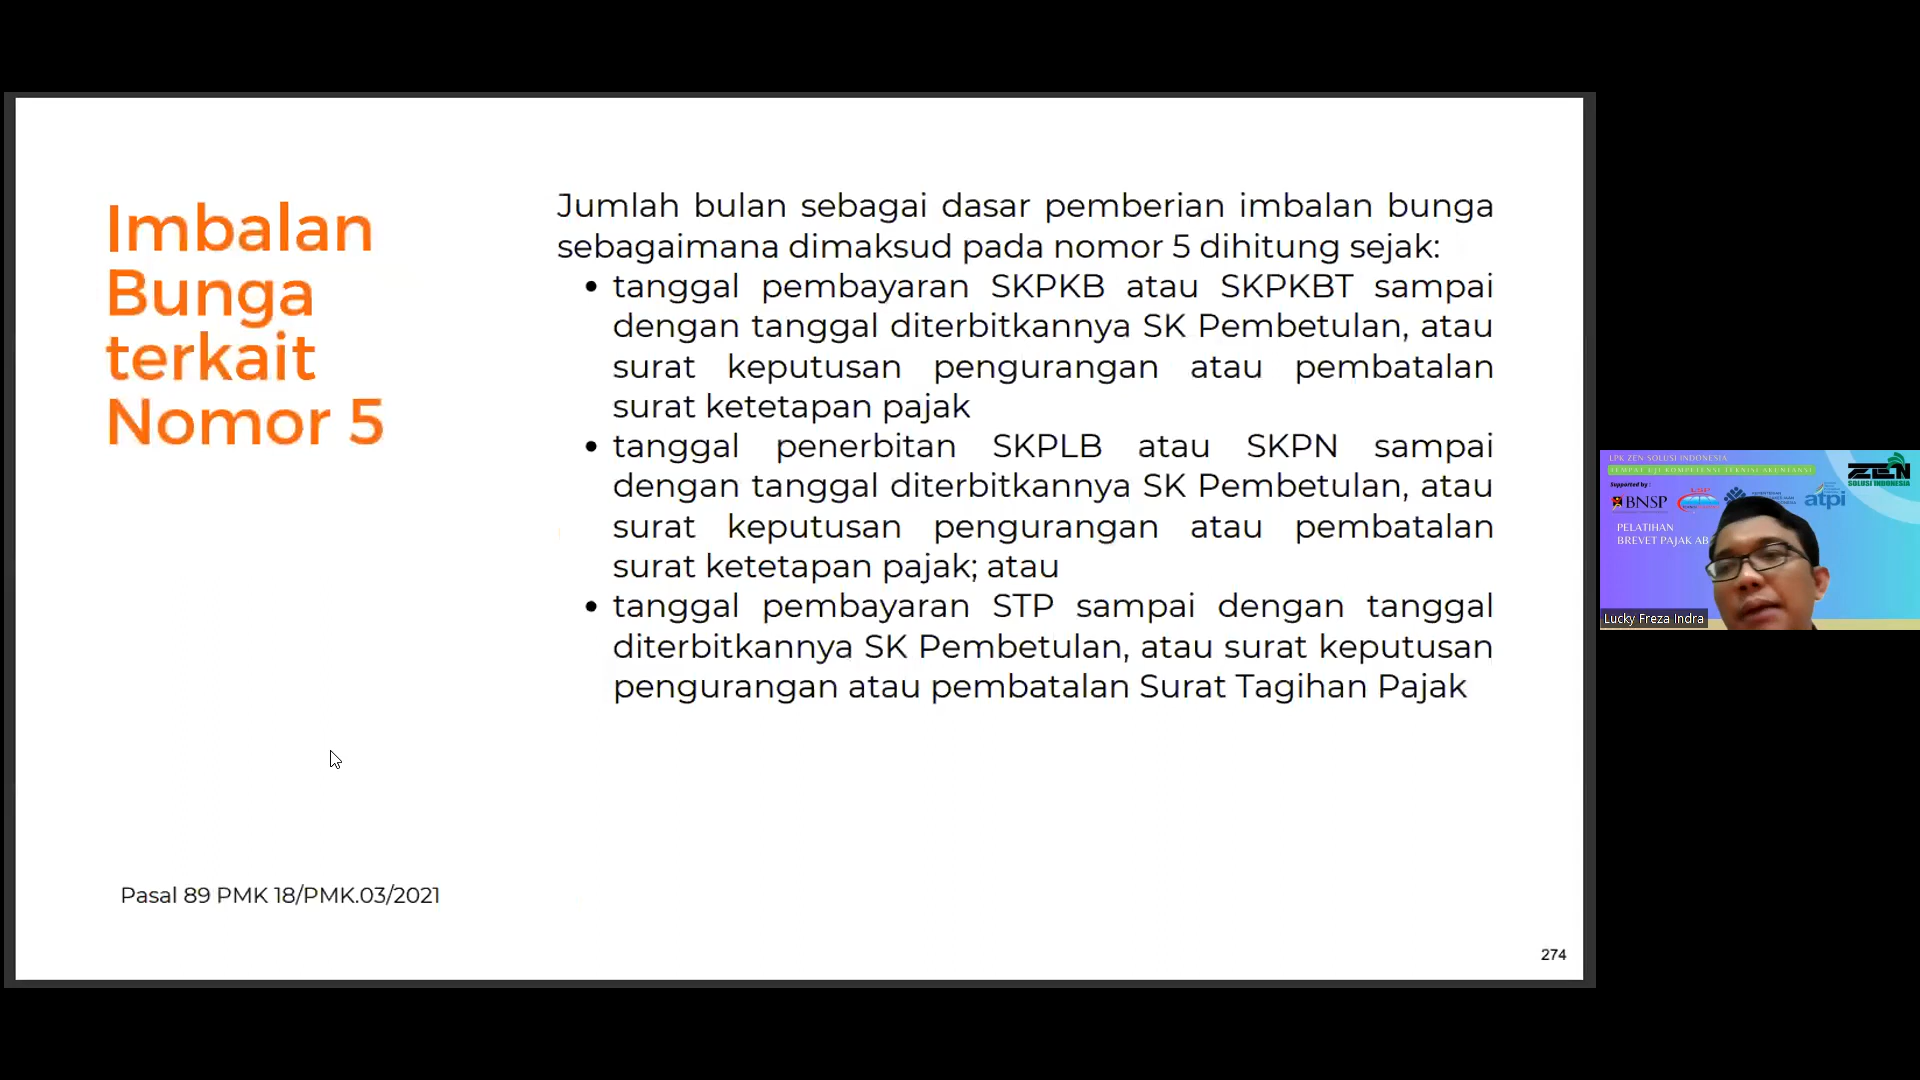 Imbalan
Bunga
terkait
Nomor 5
Jumlah bulan sebagai dasar pemberian imbalan bunga
sebagaimana dimaksud pada nomor 5 dihitung sejak:
• tanggal pembayaran SKPKB atau SKPKBT sampai
dengan tanggal diterbitkannya SK Pembetulan, atau
surat keputusan pengurangan atau pembatalan
surat ketetapan pajak
• tanggal penerbitan SKPLB atau SKPN sampai
dengan tanggal diterbitkannya SK Pembetulan, atau
surat keputusan pengurangan atau pembatalan
surat ketetapan pajak; atau
• tanggal pembayaran STP sampai dengan tanggal
diterbitkannya SK Pembetulan, atau surat keputusan
pengurangan atau pembatalan Surat Tagihan Pajak
Pasal 89 PMK 18/PMK.03/2021
274
LPK ZEN SOLUSI INDONESIA
TEMPAT UJI KOMPETENSI TEKNISI AKUNTANSI
Supported by :
ZEN
SOLUSI INDONESIA
BNSP
atpi
PELATIHAN
BREVET PAJAK AB
Lucky Freza Indra